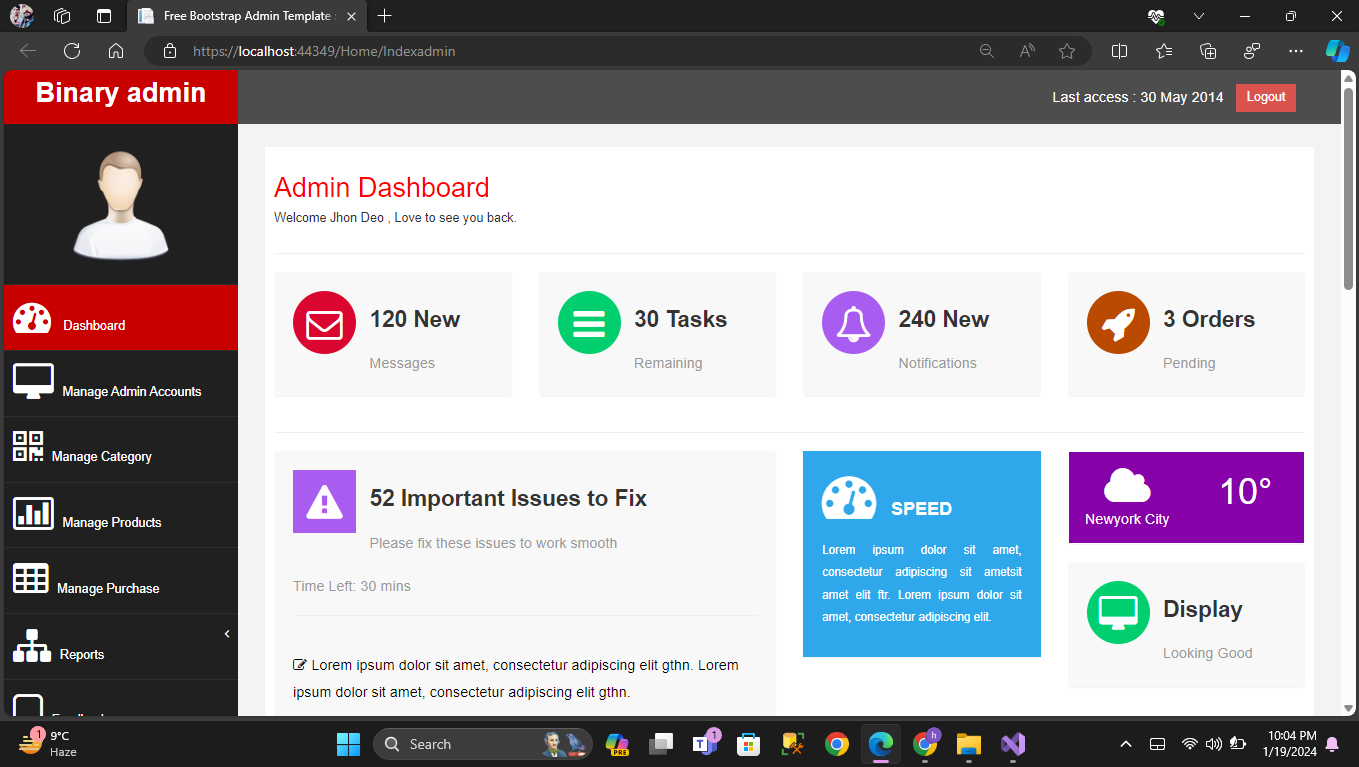 Free Bootstrap Admin Template
https://localhost:44349/Home/Indexadmin
Binary admin
Last access : 30 May 2014 Logout
Admin Dashboard
Welcome Jhon Deo , Love to see you back.
Dashboard
Manage Admin Accounts
Manage Category
Manage Products
Manage Purchase
Reports
120 New
Messages
30 Tasks
Remaining
240 New
Notifications
3 Orders
Pending
52 Important Issues to Fix
Please fix these issues to work smooth
Time Left: 30 mins
Lorem ipsum dolor sit amet, consectetur adipiscing elit gthn. Lorem
ipsum dolor sit amet, consectetur adipiscing elit gthn.
SPEED
Lorem ipsum dolor sit amet,
consectetur adipiscing sit ametsit
amet elit ftr. Lorem ipsum dolor sit
amet, consectetur adipiscing elit.
10°
Newyork City
Display
Looking Good
1
9°C
Haze
Search
PRE
1
h
10:04 PM
1/19/2024